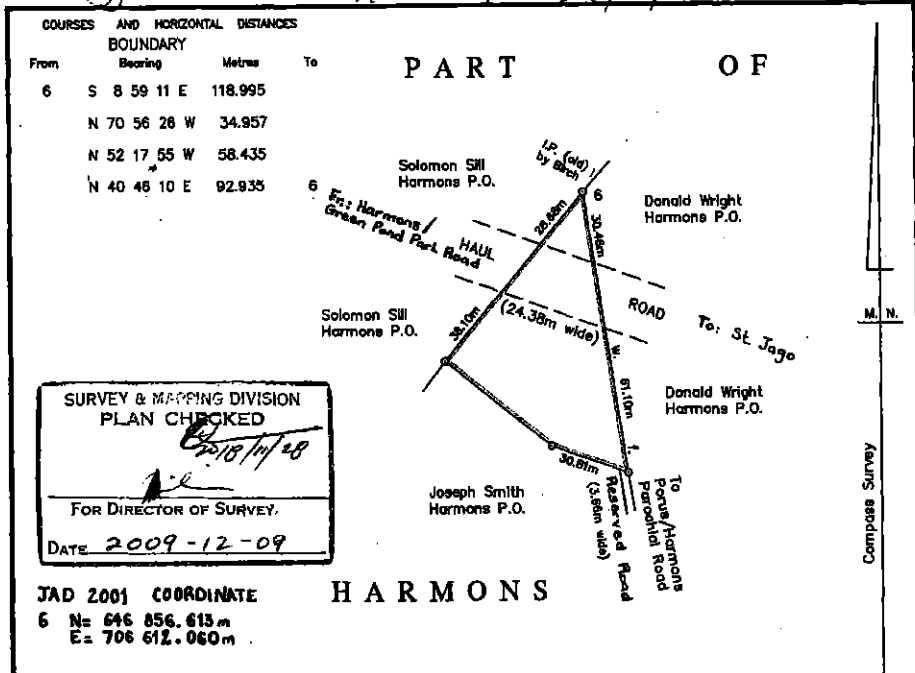 COURSES AND HORIZONTAL DISTANCES
BOUNDARY
From Bearing Metres To
6 S 8 59 11 E 118.995
N 70 56 28 W 34.957
N 52 17 55 W 58.435
N 40 46 10 E 92.935 6
PART OF
I.P. (old)
by Birch
6
Solomon Sill
Harmons P.O.
Donald Wright
Harmons P.O.
Fr: Harmons/
Green Pond Part Road
28.68m
30.48m
HAUL
ROAD
(24.38m wide)
To: St Jago
Solomon Sill
Harmons P.O.
38.10m
w.
61.10m
f.
Donald Wright
Harmons P.O.
M. N.
30.81m
Joseph Smith
Harmons P.O.
Reserved Road
(3.66m wide)
To
Porus/Harmons
Parochial Road
Compass Survey
SURVEY & MAPPING DIVISION
PLAN CHECKED
2018/11/28
FOR DIRECTOR OF SURVEY.
DATE 2009-12-09
HARMONS
JAD 2001 COORDINATE
6 N= 646 856.613m
E= 706 612.060m